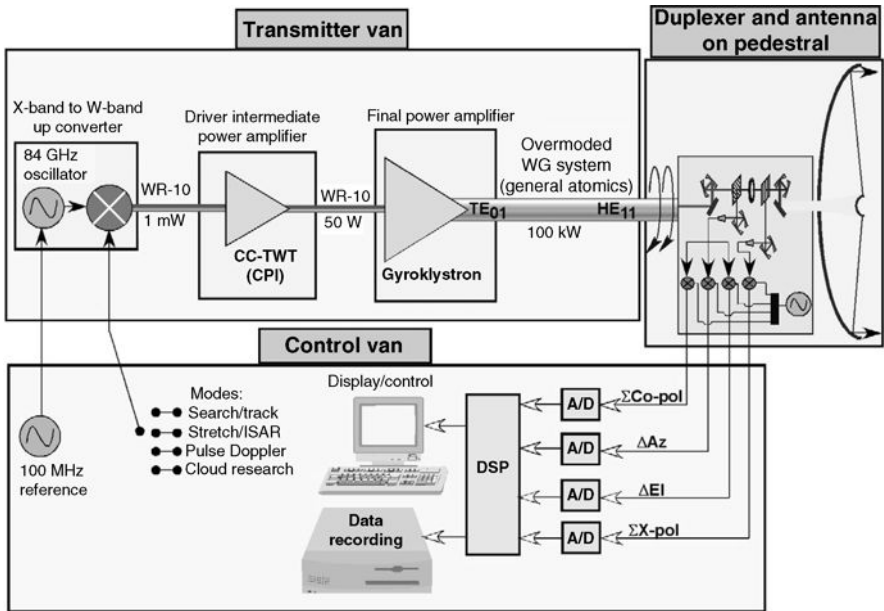 Transmitter van
Duplexer and antenna
on pedestral
X-band to W-band
up converter
84 GHz
oscillator
WR-10
1 mW
Driver intermediate
power amplifier
CC-TWT
(CPI)
WR-10
50 W
Final power amplifier
Gyroklystron
Overmoded
WG system
(general atomics)
TE01
HE11
100 kW
Control van
100 MHz
reference
Modes:
Search/track
Stretch/ISAR
Pulse Doppler
Cloud research
Display/control
Data
recording
DSP
A/D
ΣCo-pol
A/D
ΔAz
A/D
ΔEl
A/D
ΣX-pol